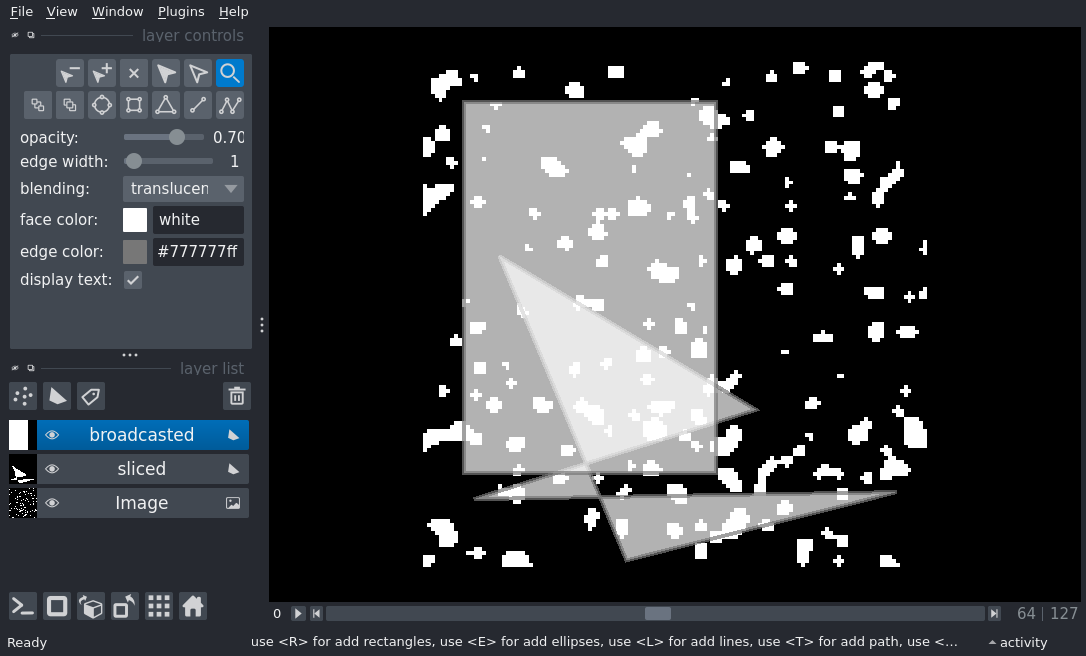 File View Window Plugins Help
layer controls
opacity: 0.70
edge width: 1
blending: translucen
face color: white
edge color: #777777ff
display text:
layer list
broadcasted
sliced
Image
0 64 127
Ready use <R> for add rectangles, use <E> for add ellipses, use <L> for add lines, use <T> for add path, use <... activity